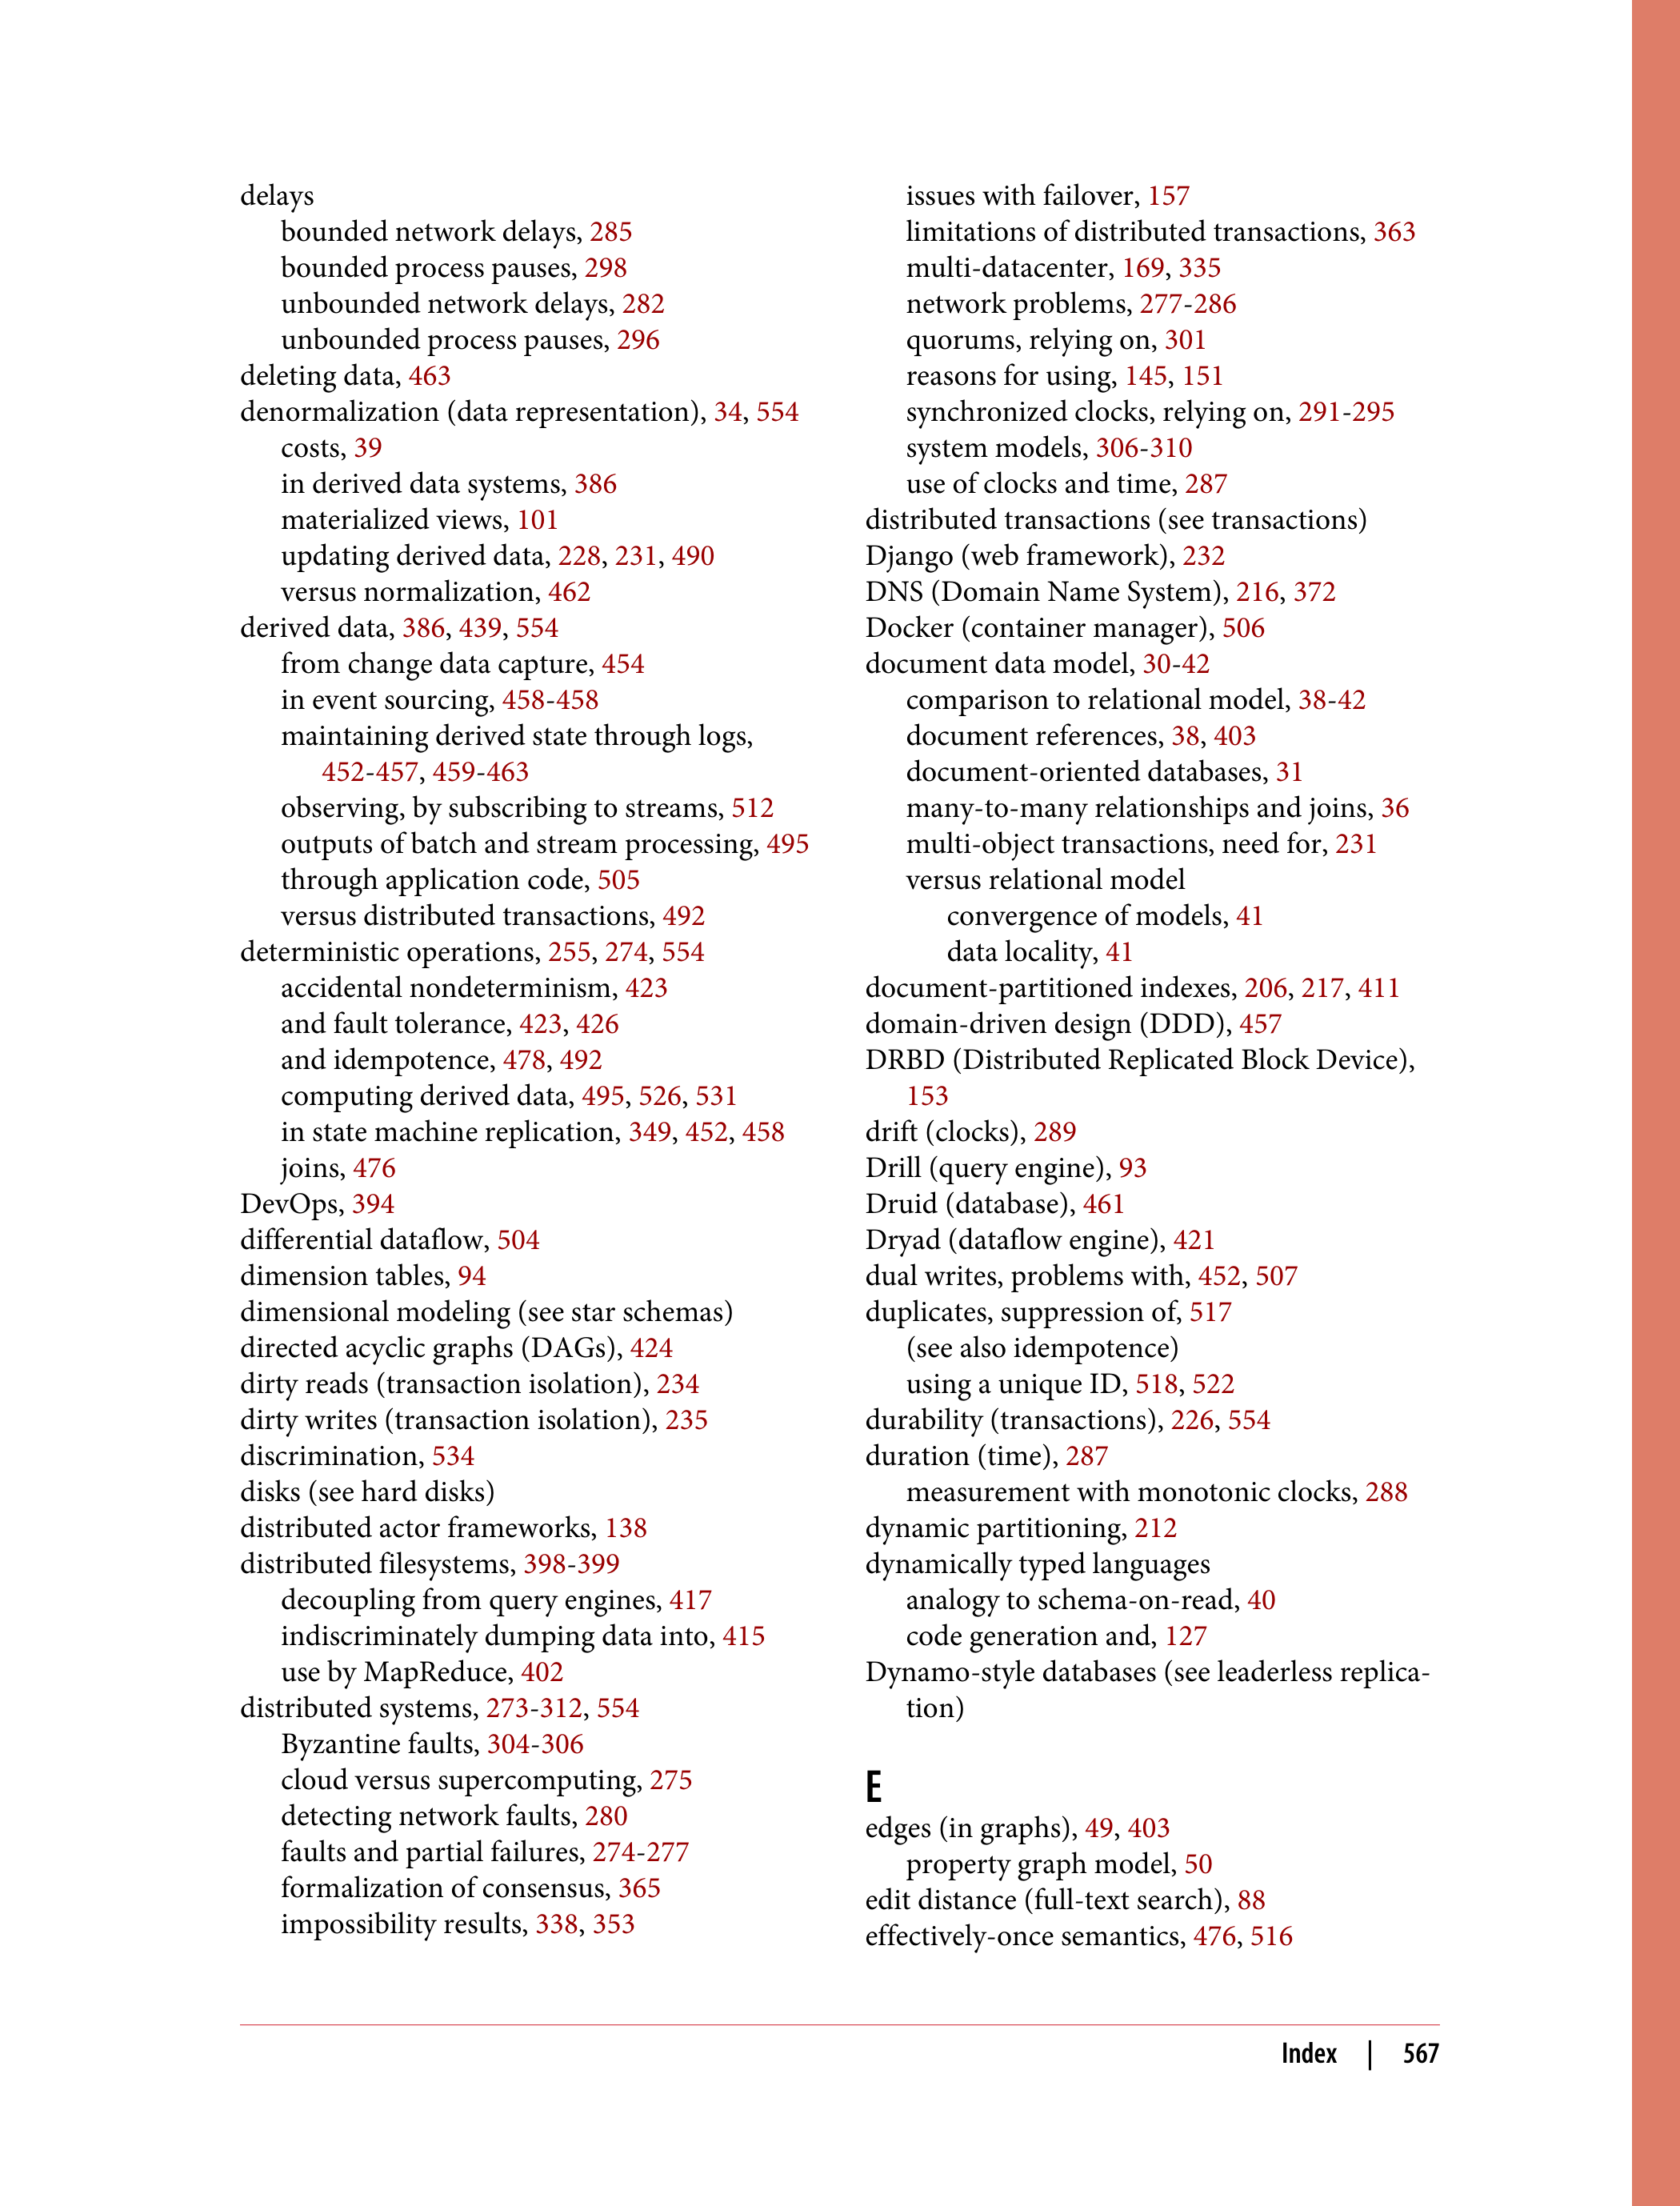 delays
bounded network delays, 285
bounded process pauses, 298
unbounded network delays, 282
unbounded process pauses, 296
deleting data, 463
denormalization (data representation), 34, 554
costs, 39
in derived data systems, 386
materialized views, 101
updating derived data, 228, 231, 490
versus normalization, 462
derived data, 386, 439, 554
from change data capture, 454
in event sourcing, 458-458
maintaining derived state through logs,
452-457, 459-463
observing, by subscribing to streams, 512
outputs of batch and stream processing, 495
through application code, 505
versus distributed transactions, 492
deterministic operations, 255, 274, 554
accidental nondeterminism, 423
and fault tolerance, 423, 426
and idempotence, 478, 492
computing derived data, 495, 526, 531
in state machine replication, 349, 452, 458
joins, 476
DevOps, 394
differential dataflow, 504
dimension tables, 94
dimensional modeling (see star schemas)
directed acyclic graphs (DAGs), 424
dirty reads (transaction isolation), 234
dirty writes (transaction isolation), 235
discrimination, 534
disks (see hard disks)
distributed actor frameworks, 138
distributed filesystems, 398-399
decoupling from query engines, 417
indiscriminately dumping data into, 415
use by MapReduce, 402
distributed systems, 273-312, 554
Byzantine faults, 304-306
cloud versus supercomputing, 275
detecting network faults, 280
faults and partial failures, 274-277
formalization of consensus, 365
impossibility results, 338, 353
issues with failover, 157
limitations of distributed transactions, 363
multi-datacenter, 169, 335
network problems, 277-286
quorums, relying on, 301
reasons for using, 145, 151
synchronized clocks, relying on, 291-295
system models, 306-310
use of clocks and time, 287
distributed transactions (see transactions)
Django (web framework), 232
DNS (Domain Name System), 216, 372
Docker (container manager), 506
document data model, 30-42
comparison to relational model, 38-42
document references, 38, 403
document-oriented databases, 31
many-to-many relationships and joins, 36
multi-object transactions, need for, 231
versus relational model
convergence of models, 41
data locality, 41
document-partitioned indexes, 206, 217, 411
domain-driven design (DDD), 457
DRBD (Distributed Replicated Block Device),
153
drift (clocks), 289
Drill (query engine), 93
Druid (database), 461
Dryad (dataflow engine), 421
dual writes, problems with, 452, 507
duplicates, suppression of, 517
(see also idempotence)
using a unique ID, 518, 522
durability (transactions), 226, 554
duration (time), 287
measurement with monotonic clocks, 288
dynamic partitioning, 212
dynamically typed languages
analogy to schema-on-read, 40
code generation and, 127
Dynamo-style databases (see leaderless replica-
tion)
E
edges (in graphs), 49, 403
property graph model, 50
edit distance (full-text search), 88
effectively-once semantics, 476, 516
Index | 567